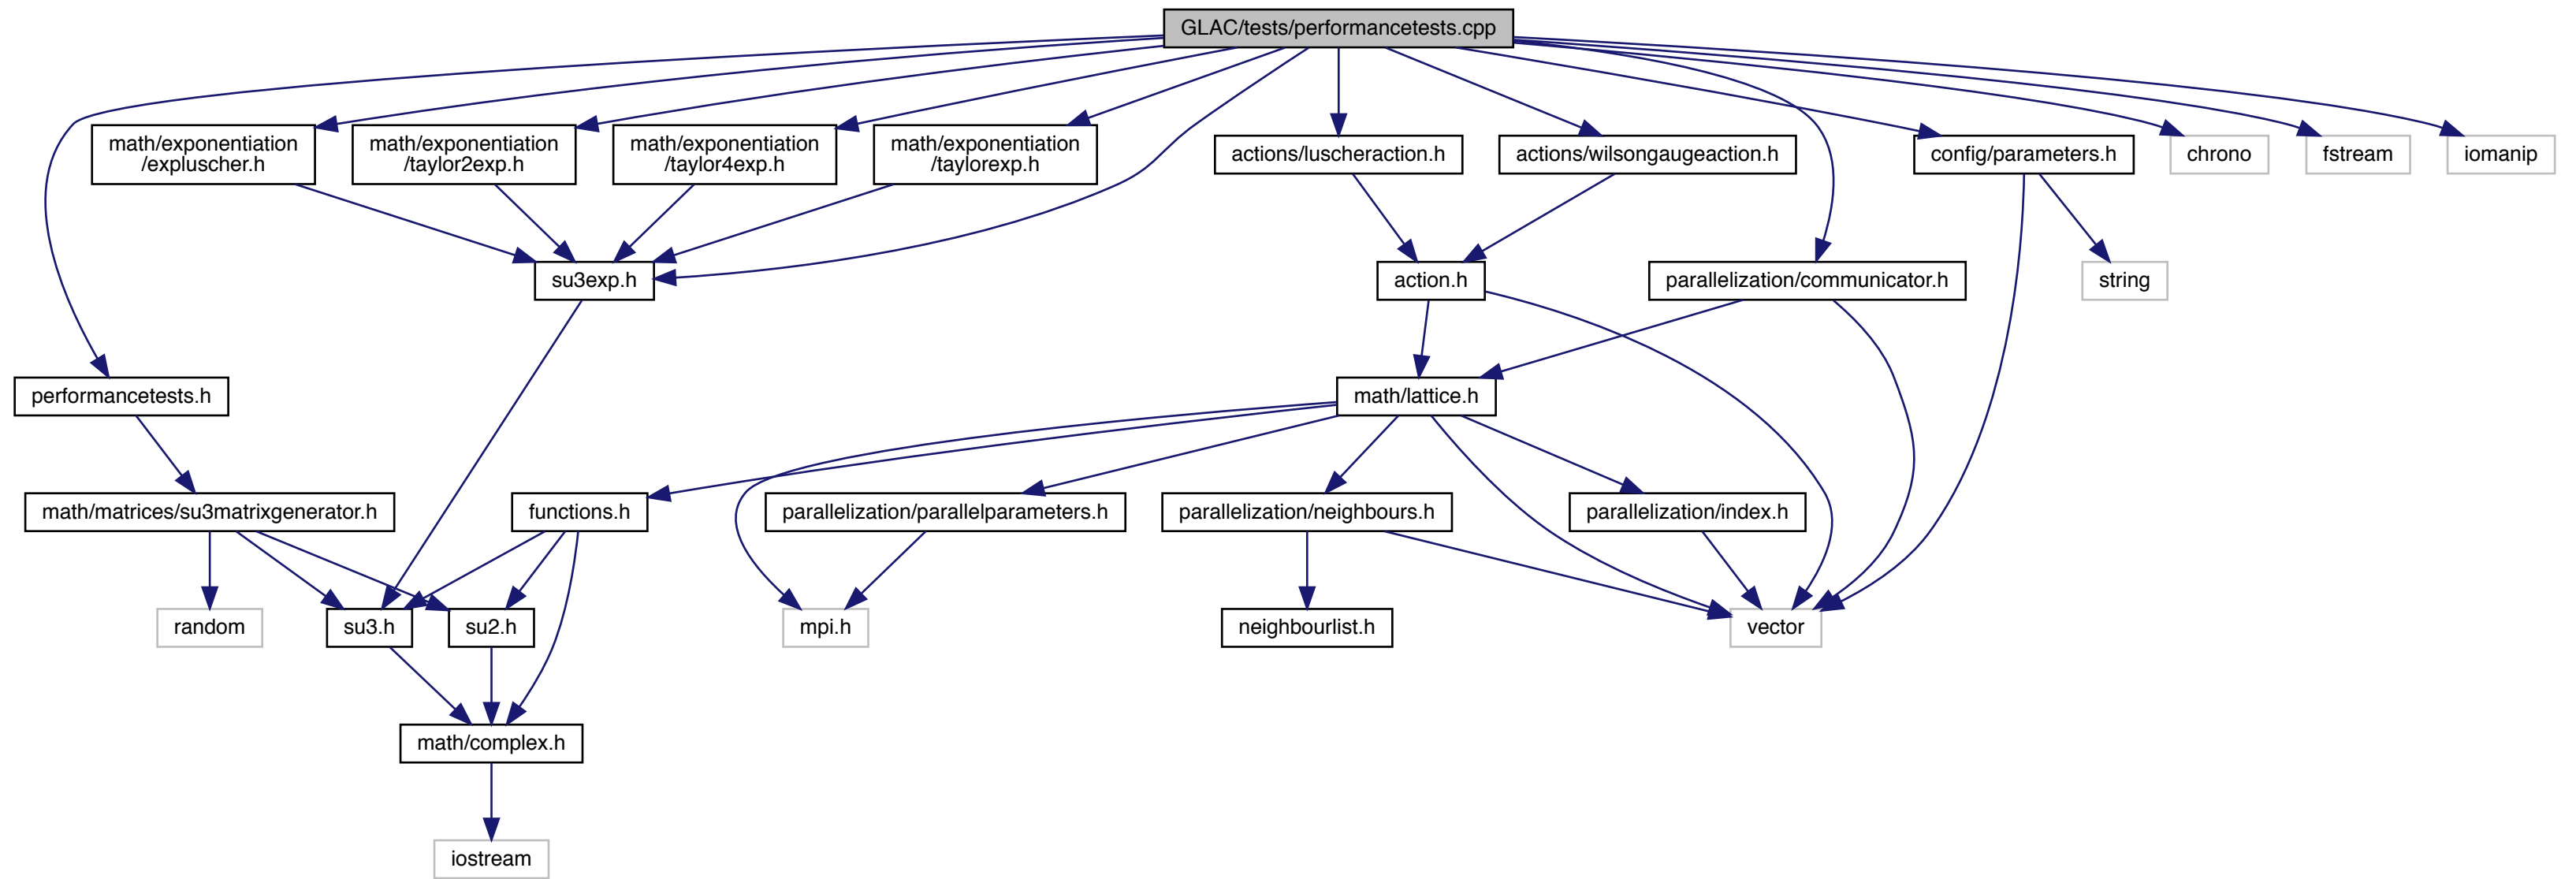 GLAC/tests/performancetests.cpp
math/exponentiation
/expluscher.h
math/exponentiation
/taylor2exp.h
math/exponentiation
/taylor4exp.h
math/exponentiation
/taylorexp.h
actions/luscheraction.h
actions/wilsongaugeaction.h
config/parameters.h
chrono
fstream
iomanip
su3exp.h
action.h
parallelization/communicator.h
string
performancetests.h
math/lattice.h
math/matrices/su3matrixgenerator.h
functions.h
parallelization/parallelparameters.h
parallelization/neighbours.h
parallelization/index.h
random
su3.h
su2.h
mpi.h
neighbourlist.h
vector
math/complex.h
iostream